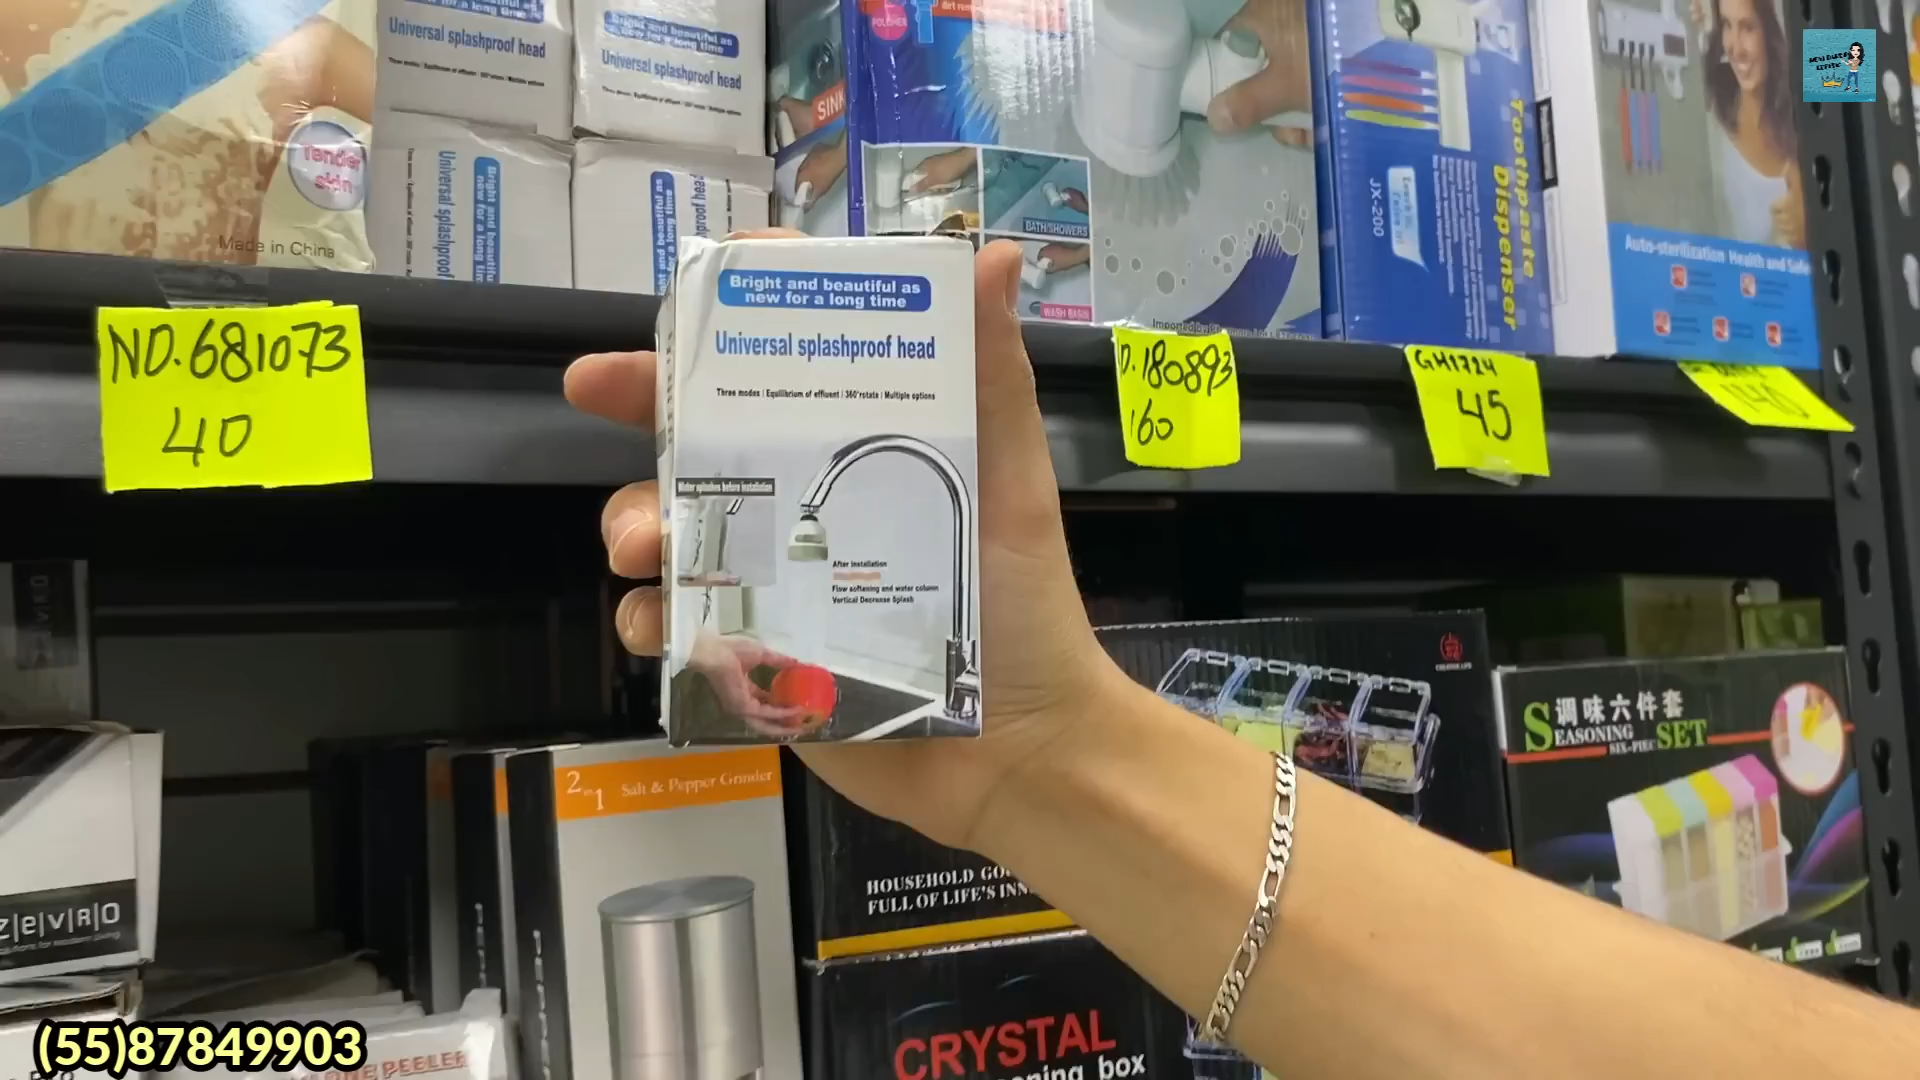 new for a long time
Universal splashproof head
Bright and beautiful as
new for a long time
Universal splashproof head
Tender
skin
Made in China
Universal splashproof
Bright and beautiful
new for a long time
SINK
BATH/SHOWERS
WASH BASIN
Toothpaste
Dispenser
JX-200
Auto-sterilization Health and Safe
NO.681073
40
Bright and beautiful as
new for a long time
Universal splashproof head
Three modes | Equilibrium of effluent | 360°rotate | Multiple options
Water splashes before installation
After installation
Flow softening and water column
Vertical Decrease Splash
D.180893
160
GH1724
45
140
2 in 1 Salt & Pepper Grinder
z|e|v|R|O
HOUSEHOLD GO
FULL OF LIFE'S INN
CRYSTAL
oning box
调味六件套
SEASONING
SIX-PIEC SET
PEELER
(55)87849903